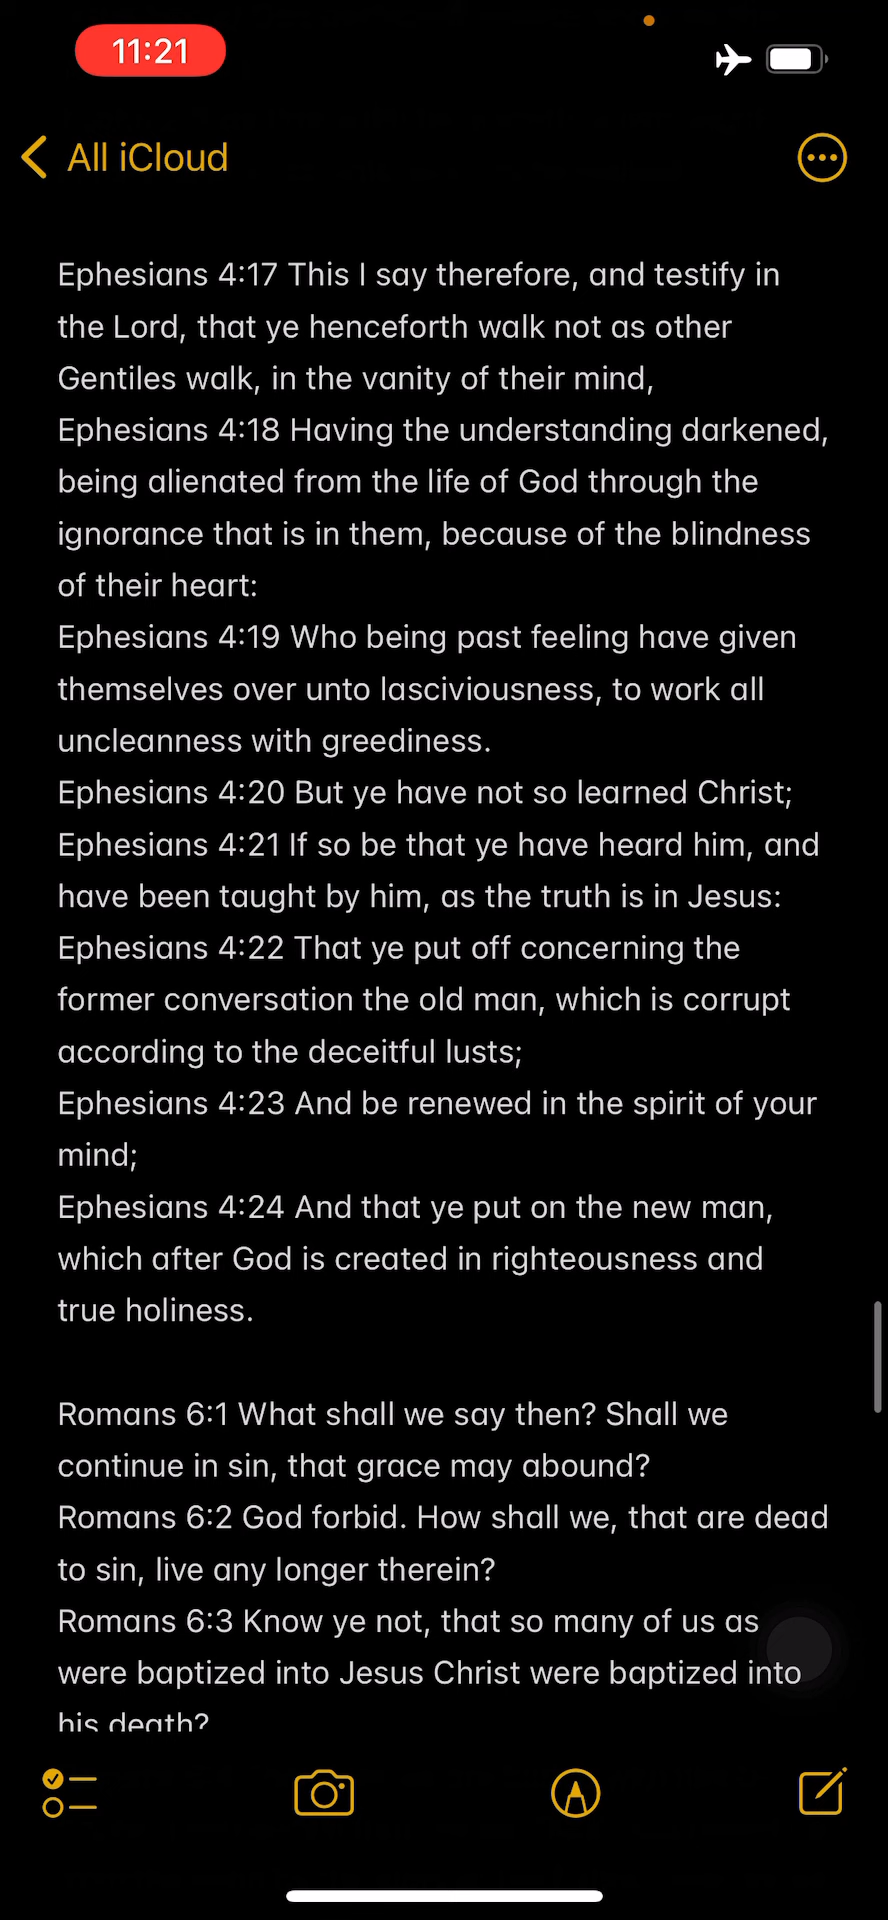 11:21
All iCloud
Ephesians 4:17 This I say therefore, and testify in
the Lord, that ye henceforth walk not as other
Gentiles walk, in the vanity of their mind,
Ephesians 4:18 Having the understanding darkened,
being alienated from the life of God through the
ignorance that is in them, because of the blindness
of their heart:
Ephesians 4:19 Who being past feeling have given
themselves over unto lasciviousness, to work all
uncleanness with greediness.
Ephesians 4:20 But ye have not so learned Christ;
Ephesians 4:21 If so be that ye have heard him, and
have been taught by him, as the truth is in Jesus:
Ephesians 4:22 That ye put off concerning the
former conversation the old man, which is corrupt
according to the deceitful lusts;
Ephesians 4:23 And be renewed in the spirit of your
mind;
Ephesians 4:24 And that ye put on the new man,
which after God is created in righteousness and
true holiness.
Romans 6:1 What shall we say then? Shall we
continue in sin, that grace may abound?
Romans 6:2 God forbid. How shall we, that are dead
to sin, live any longer therein?
Romans 6:3 Know ye not, that so many of us as
were baptized into Jesus Christ were baptized into
his death?